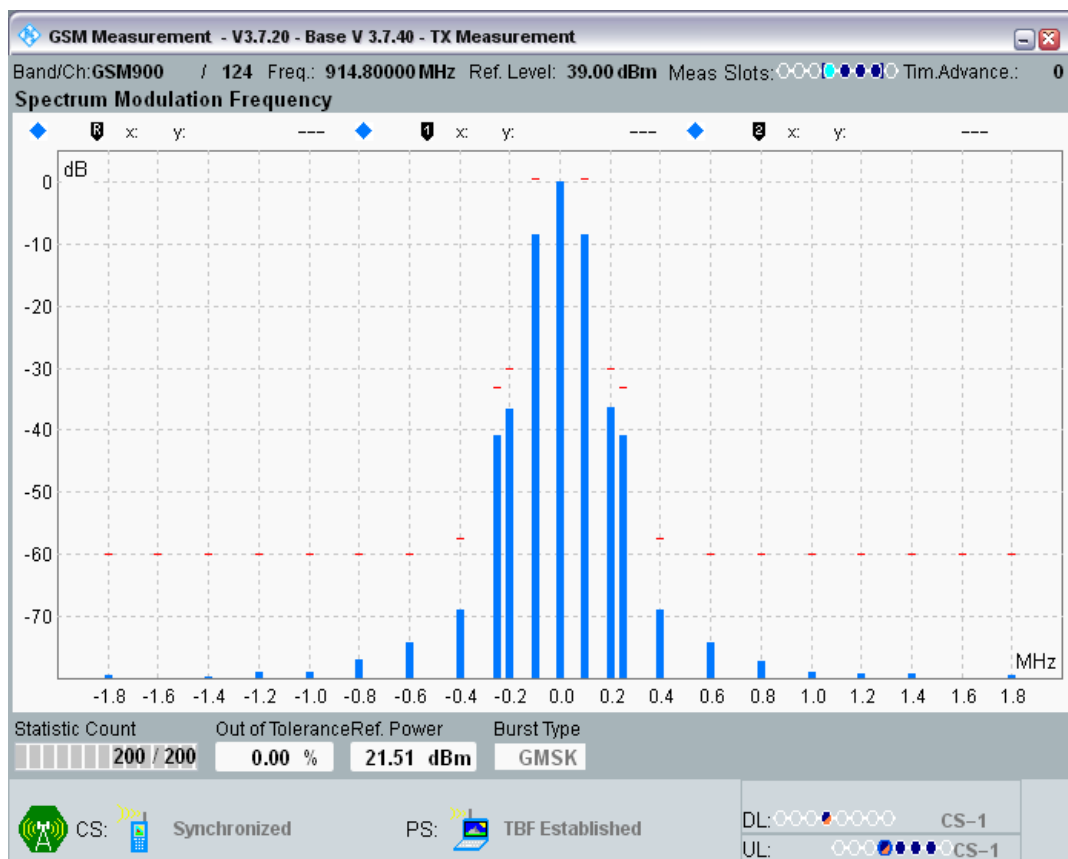 GSM Measurement - V3.7.20 - Base V 3.7.40 - TX Measurement
Band/Ch:GSM900 / 124 Freq.: 914.80000 MHz Ref. Level: 39.00 dBm Meas Slots: Tim.Advance.: 0
Spectrum Modulation Frequency
R x: y: --- 1 x: y: --- 2 x: y: ---
dB
0
-10
-20
-30
-40
-50
-60
-70
MHz
-1.8 -1.6 -1.4 -1.2 -1.0 -0.8 -0.6 -0.4 -0.2 0.0 0.2 0.4 0.6 0.8 1.0 1.2 1.4 1.6 1.8
Statistic Count Out of Tolerance Ref. Power Burst Type
200 / 200 0.00 % 21.51 dBm GMSK
CS: Synchronized PS: TBF Established
DL: CS-1
UL: CS-1